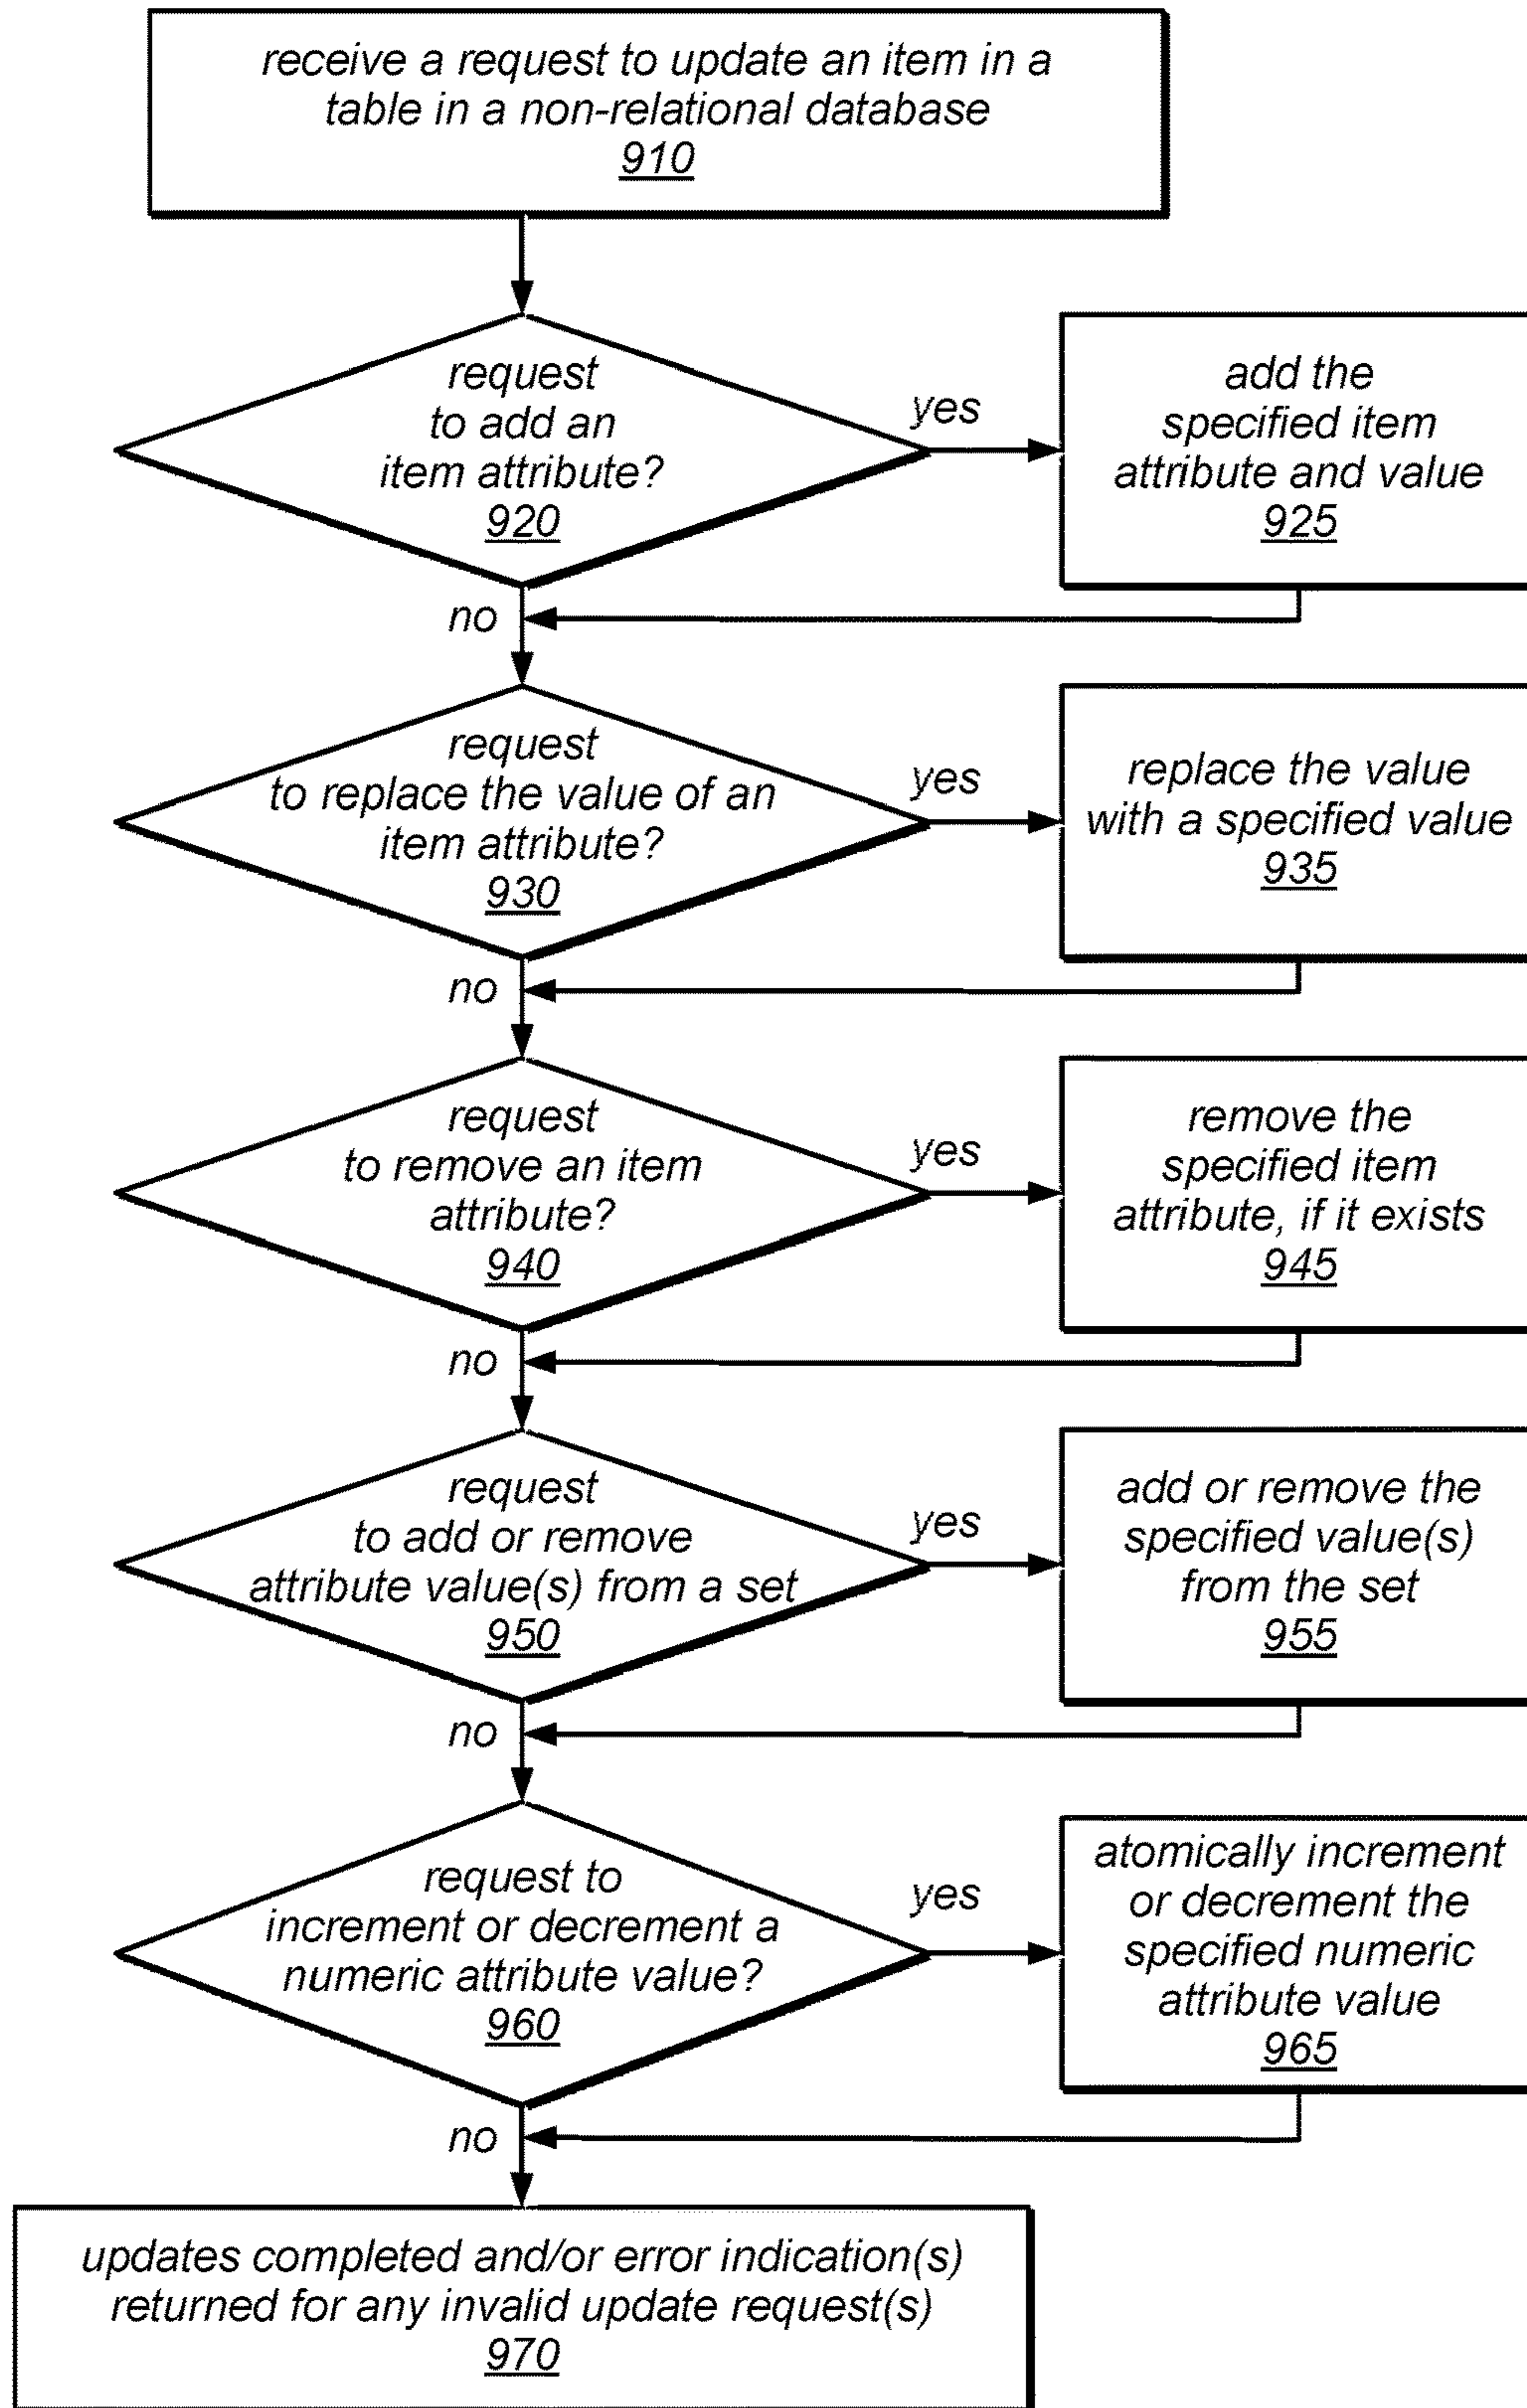 receive a request to update an item in a
table in a non-relational database
910
request
to add an
item attribute?
920
yes
add the
specified item
attribute and value
925
no
request
to replace the value of an
item attribute?
930
yes
replace the value
with a specified value
935
no
request
to remove an item
attribute?
940
yes
remove the
specified item
attribute, if it exists
945
no
request
to add or remove
attribute value(s) from a set
950
yes
add or remove the
specified value(s)
from the set
955
no
request to
increment or decrement a
numeric attribute value?
960
yes
atomically increment
or decrement the
specified numeric
attribute value
965
no
updates completed and/or error indication(s)
returned for any invalid update request(s)
970